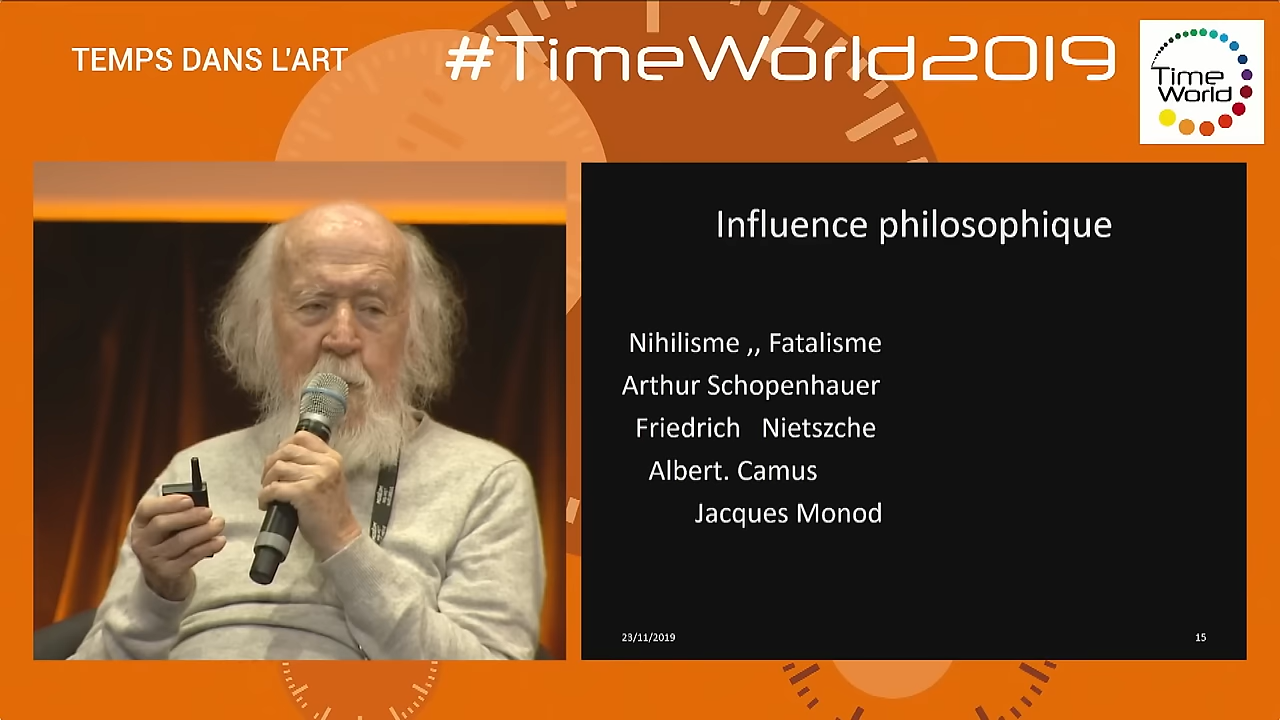 TEMPS DANS L'ART
#TimeWorld2019
Time
World
Influence philosophique
Nihilisme ,, Fatalisme
Arthur Schopenhauer
Friedrich Nietszche
Albert. Camus
Jacques Monod
23/11/2019
15